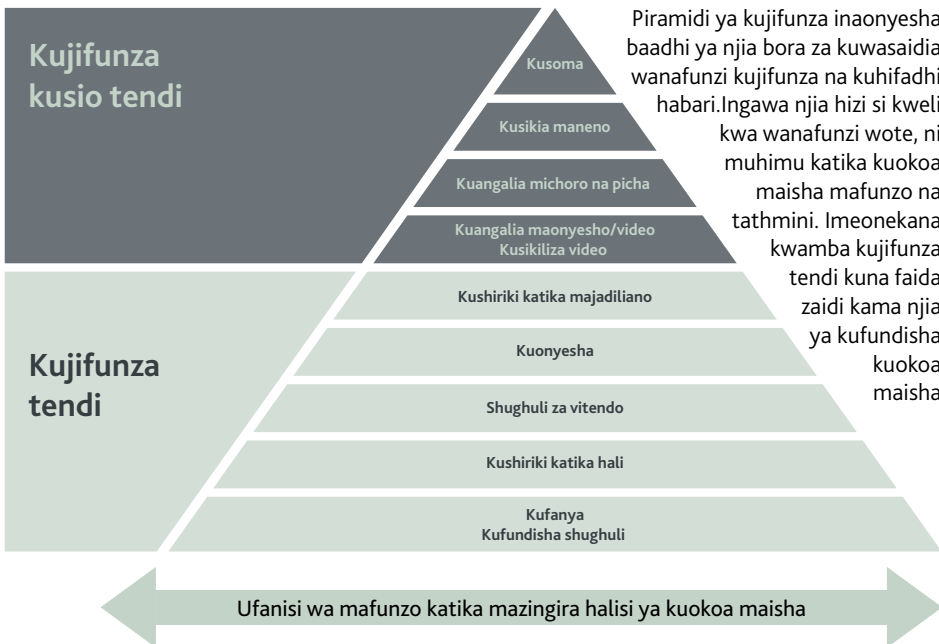 Kujifunza
kusio tendi
Kusoma
Kusikia maneno
Kuangalia michoro na picha
Kuangalia maonyesho/video
Kusikiliza video
Piramidi ya kujifunza inaonyesha
baadhi ya njia bora za kuwasaidia
wanafunzi kujifunza na kuhifadhi
habari.Ingawa njia hizi si kweli
kwa wanafunzi wote, ni
muhimu katika kuokoa
maisha mafunzo na
tathmini. Imeonekana
kwamba kujifunza
tendi kuna faida
zaidi kama njia
ya kufundisha
kuokoa
maisha
Kujifunza
tendi
Kushiriki katika majadiliano
Kuonyesha
Shughuli za vitendo
Kushiriki katika hali
Kufanya
Kufundisha shughuli
Ufanisi wa mafunzo katika mazingira halisi ya kuokoa maisha